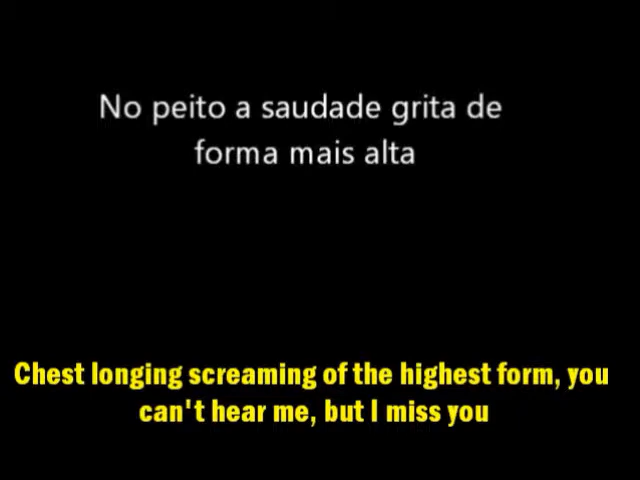 No peito a saudade grita de
forma mais alta
Chest longing screaming of the highest form, you
can't hear me, but I miss you